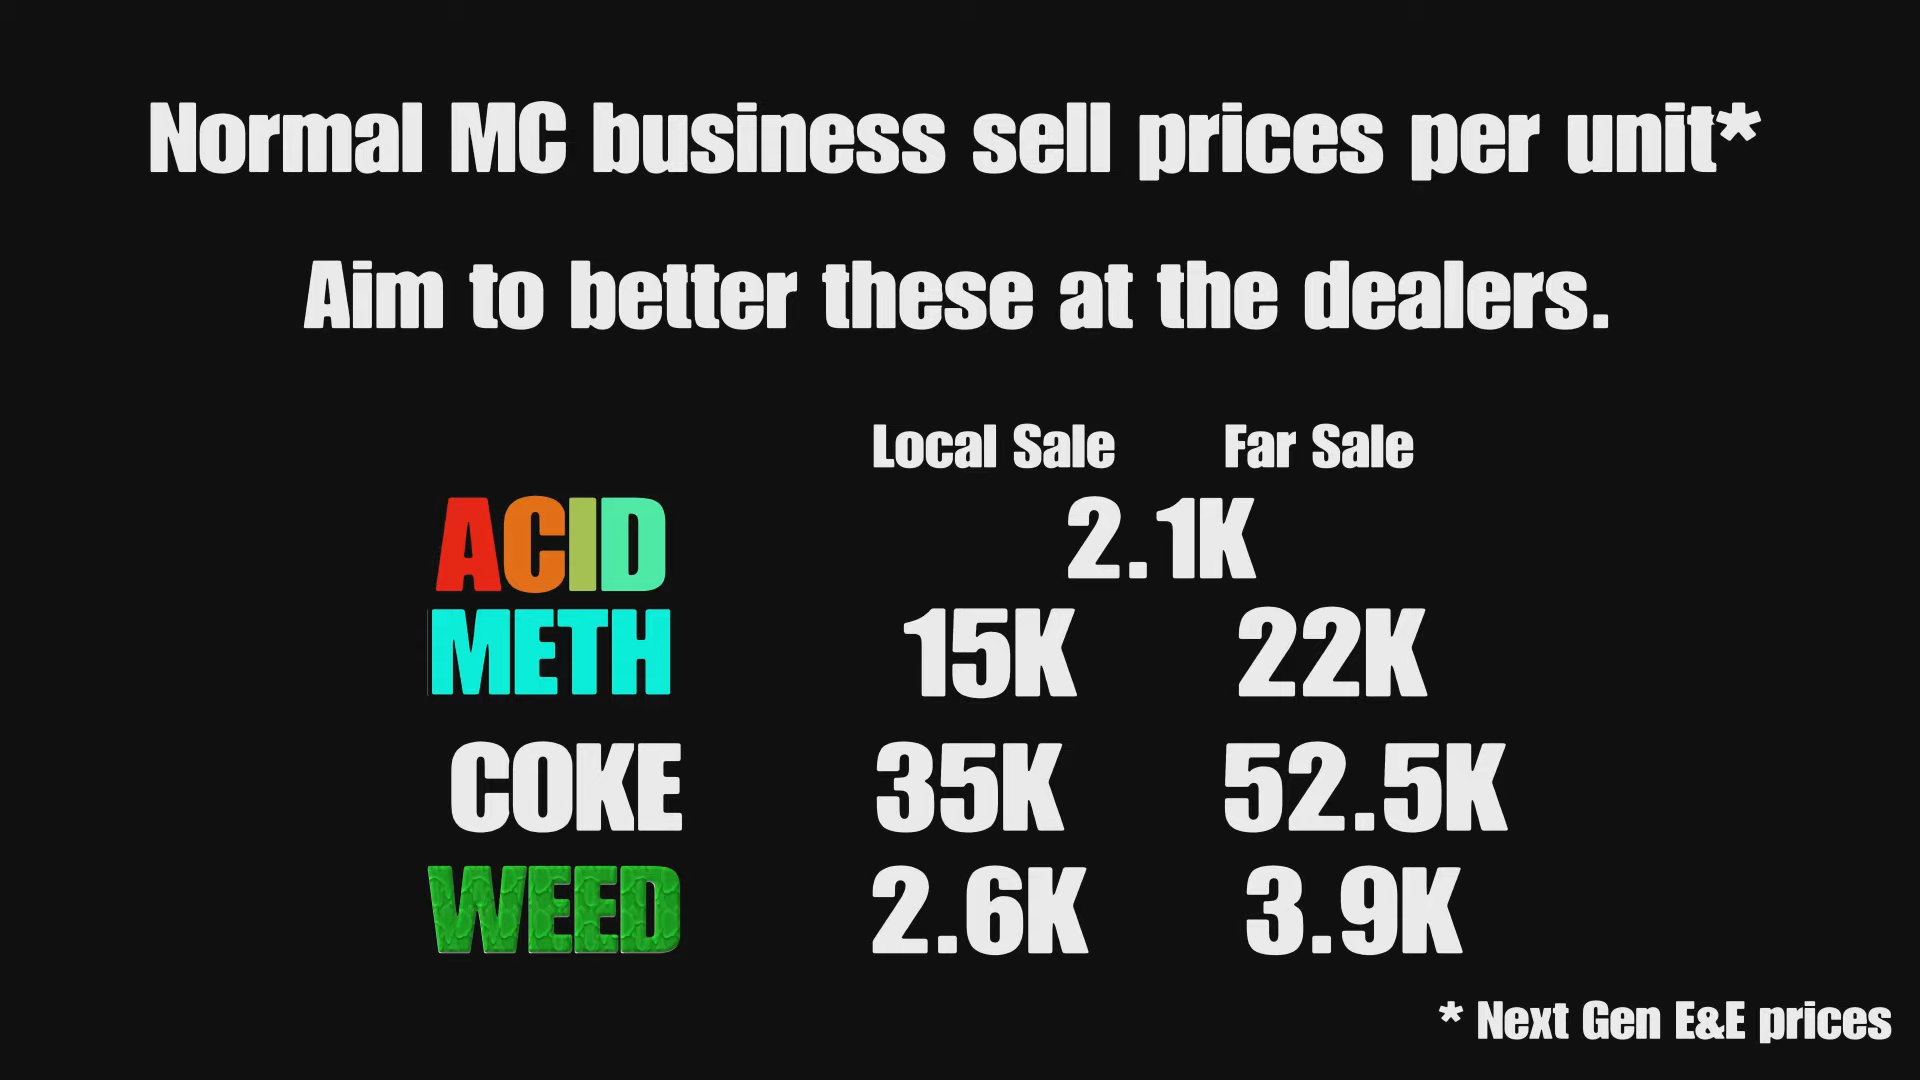 Normal MC business sell prices per unit*
Aim to better these at the dealers.
Local Sale Far Sale
ACID 2.1K
METH 15K 22K
COKE 35K 52.5K
WEED 2.6K 3.9K
* Next Gen E&E prices